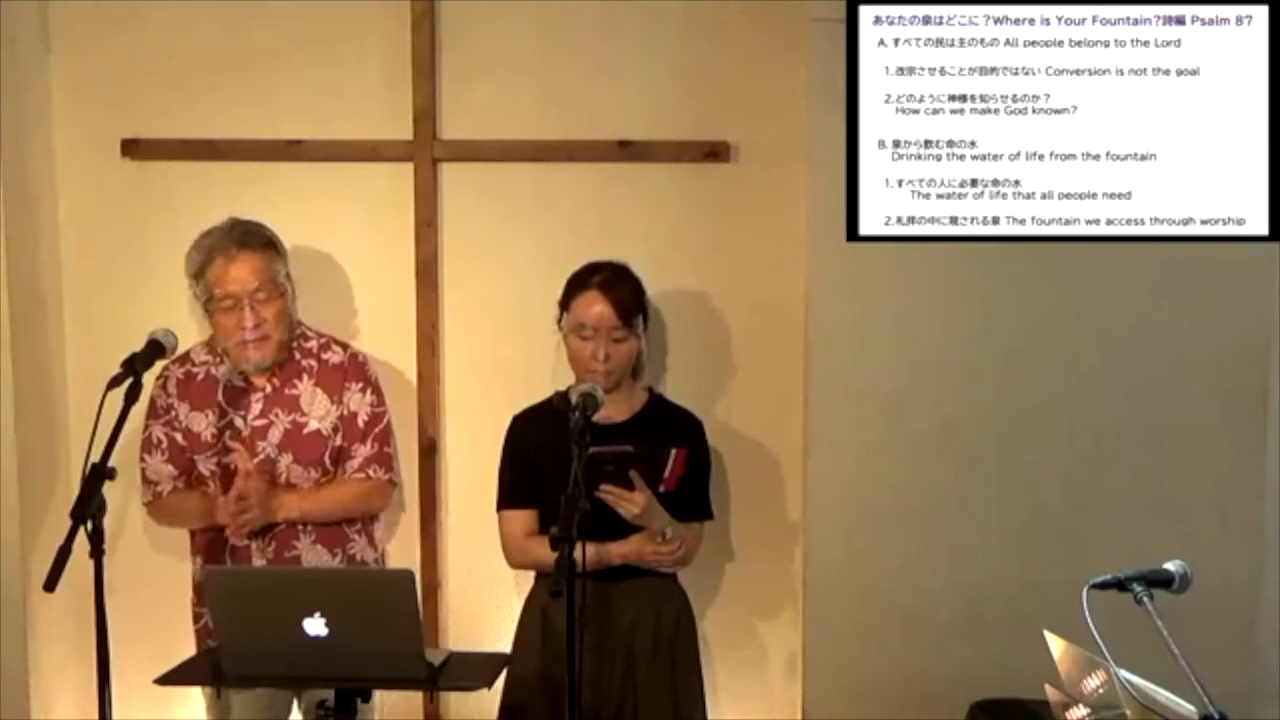 あなたの泉はどこに？Where is Your Fountain?詩編 Psalm 87
A. すべての民は主のもの All people belong to the Lord
1. 改宗させることが目的ではない Conversion is not the goal
2.どのように神様を知らせるのか？
How can we make God known?
B. 泉から飲む命の水
Drinking the water of life from the fountain
1. すべての人に必要な命の水
The water of life that all people need
2.礼拝の中に現される泉 The fountain we access through worship